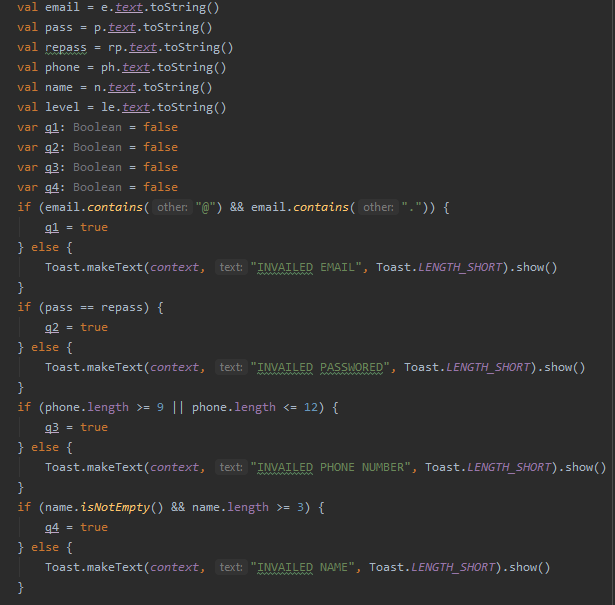 val email = e.text.toString()
val pass = p.text.toString()
val repass = rp.text.toString()
val phone = ph.text.toString()
val name = n.text.toString()
val level = le.text.toString()
var q1: Boolean = false
var q2: Boolean = false
var q3: Boolean = false
var q4: Boolean = false
if (email.contains( other: "@") && email.contains( other: ".")) {
q1 = true
} else {
Toast.makeText(context, text: "INVAILED EMAIL", Toast.LENGTH_SHORT).show()
}
if (pass == repass) {
q2 = true
} else {
Toast.makeText(context, text: "INVAILED PASSWORED", Toast.LENGTH_SHORT).show()
}
if (phone.length >= 9 || phone.length <= 12) {
q3 = true
} else {
Toast.makeText(context, text: "INVAILED PHONE NUMBER", Toast.LENGTH_SHORT).show()
}
if (name.isNotEmpty() && name.length >= 3) {
q4 = true
} else {
Toast.makeText(context, text: "INVAILED NAME", Toast.LENGTH_SHORT).show()
}